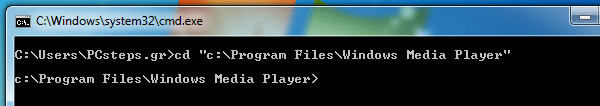 C:\Windows\system32\cmd.exe
C:\Users\PCsteps.gr>cd "c:\Program Files\Windows Media Player"
c:\Program Files\Windows Media Player>